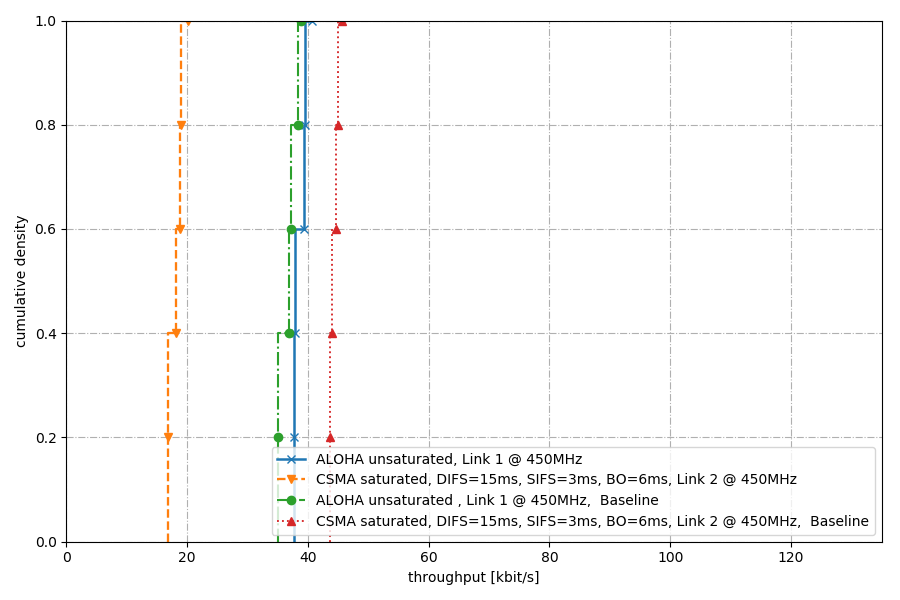 1.0
0.8
0.6
0.4
0.2
0.0
cumulative density
ALOHA unsaturated, Link 1 @ 450MHz
CSMA saturated, DIFS=15ms, SIFS=3ms, BO=6ms, Link 2 @ 450MHz
ALOHA unsaturated , Link 1 @ 450MHz,  Baseline
CSMA saturated, DIFS=15ms, SIFS=3ms, BO=6ms, Link 2 @ 450MHz,  Baseline
0 20 40 60 80 100 120
throughput [kbit/s]